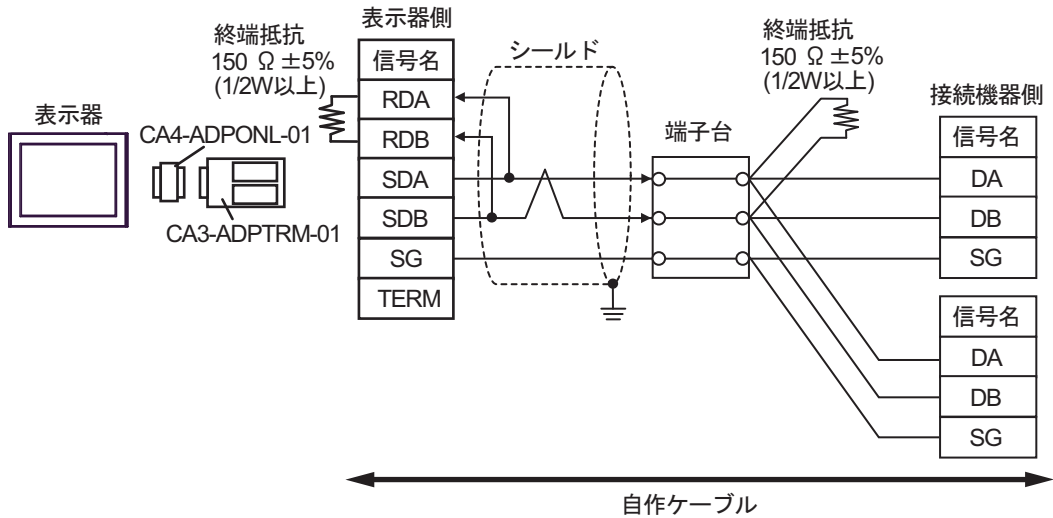 表示器
CA4-ADPONL-01
CA3-ADPTRM-01
終端抵抗
150 Ω ±5%
(1/2W以上)
表示器側
信号名
RDA
RDB
SDA
SDB
SG
TERM
シールド
端子台
終端抵抗
150 Ω ±5%
(1/2W以上)
接続機器側
信号名
DA
DB
SG
信号名
DA
DB
SG
自作ケーブル